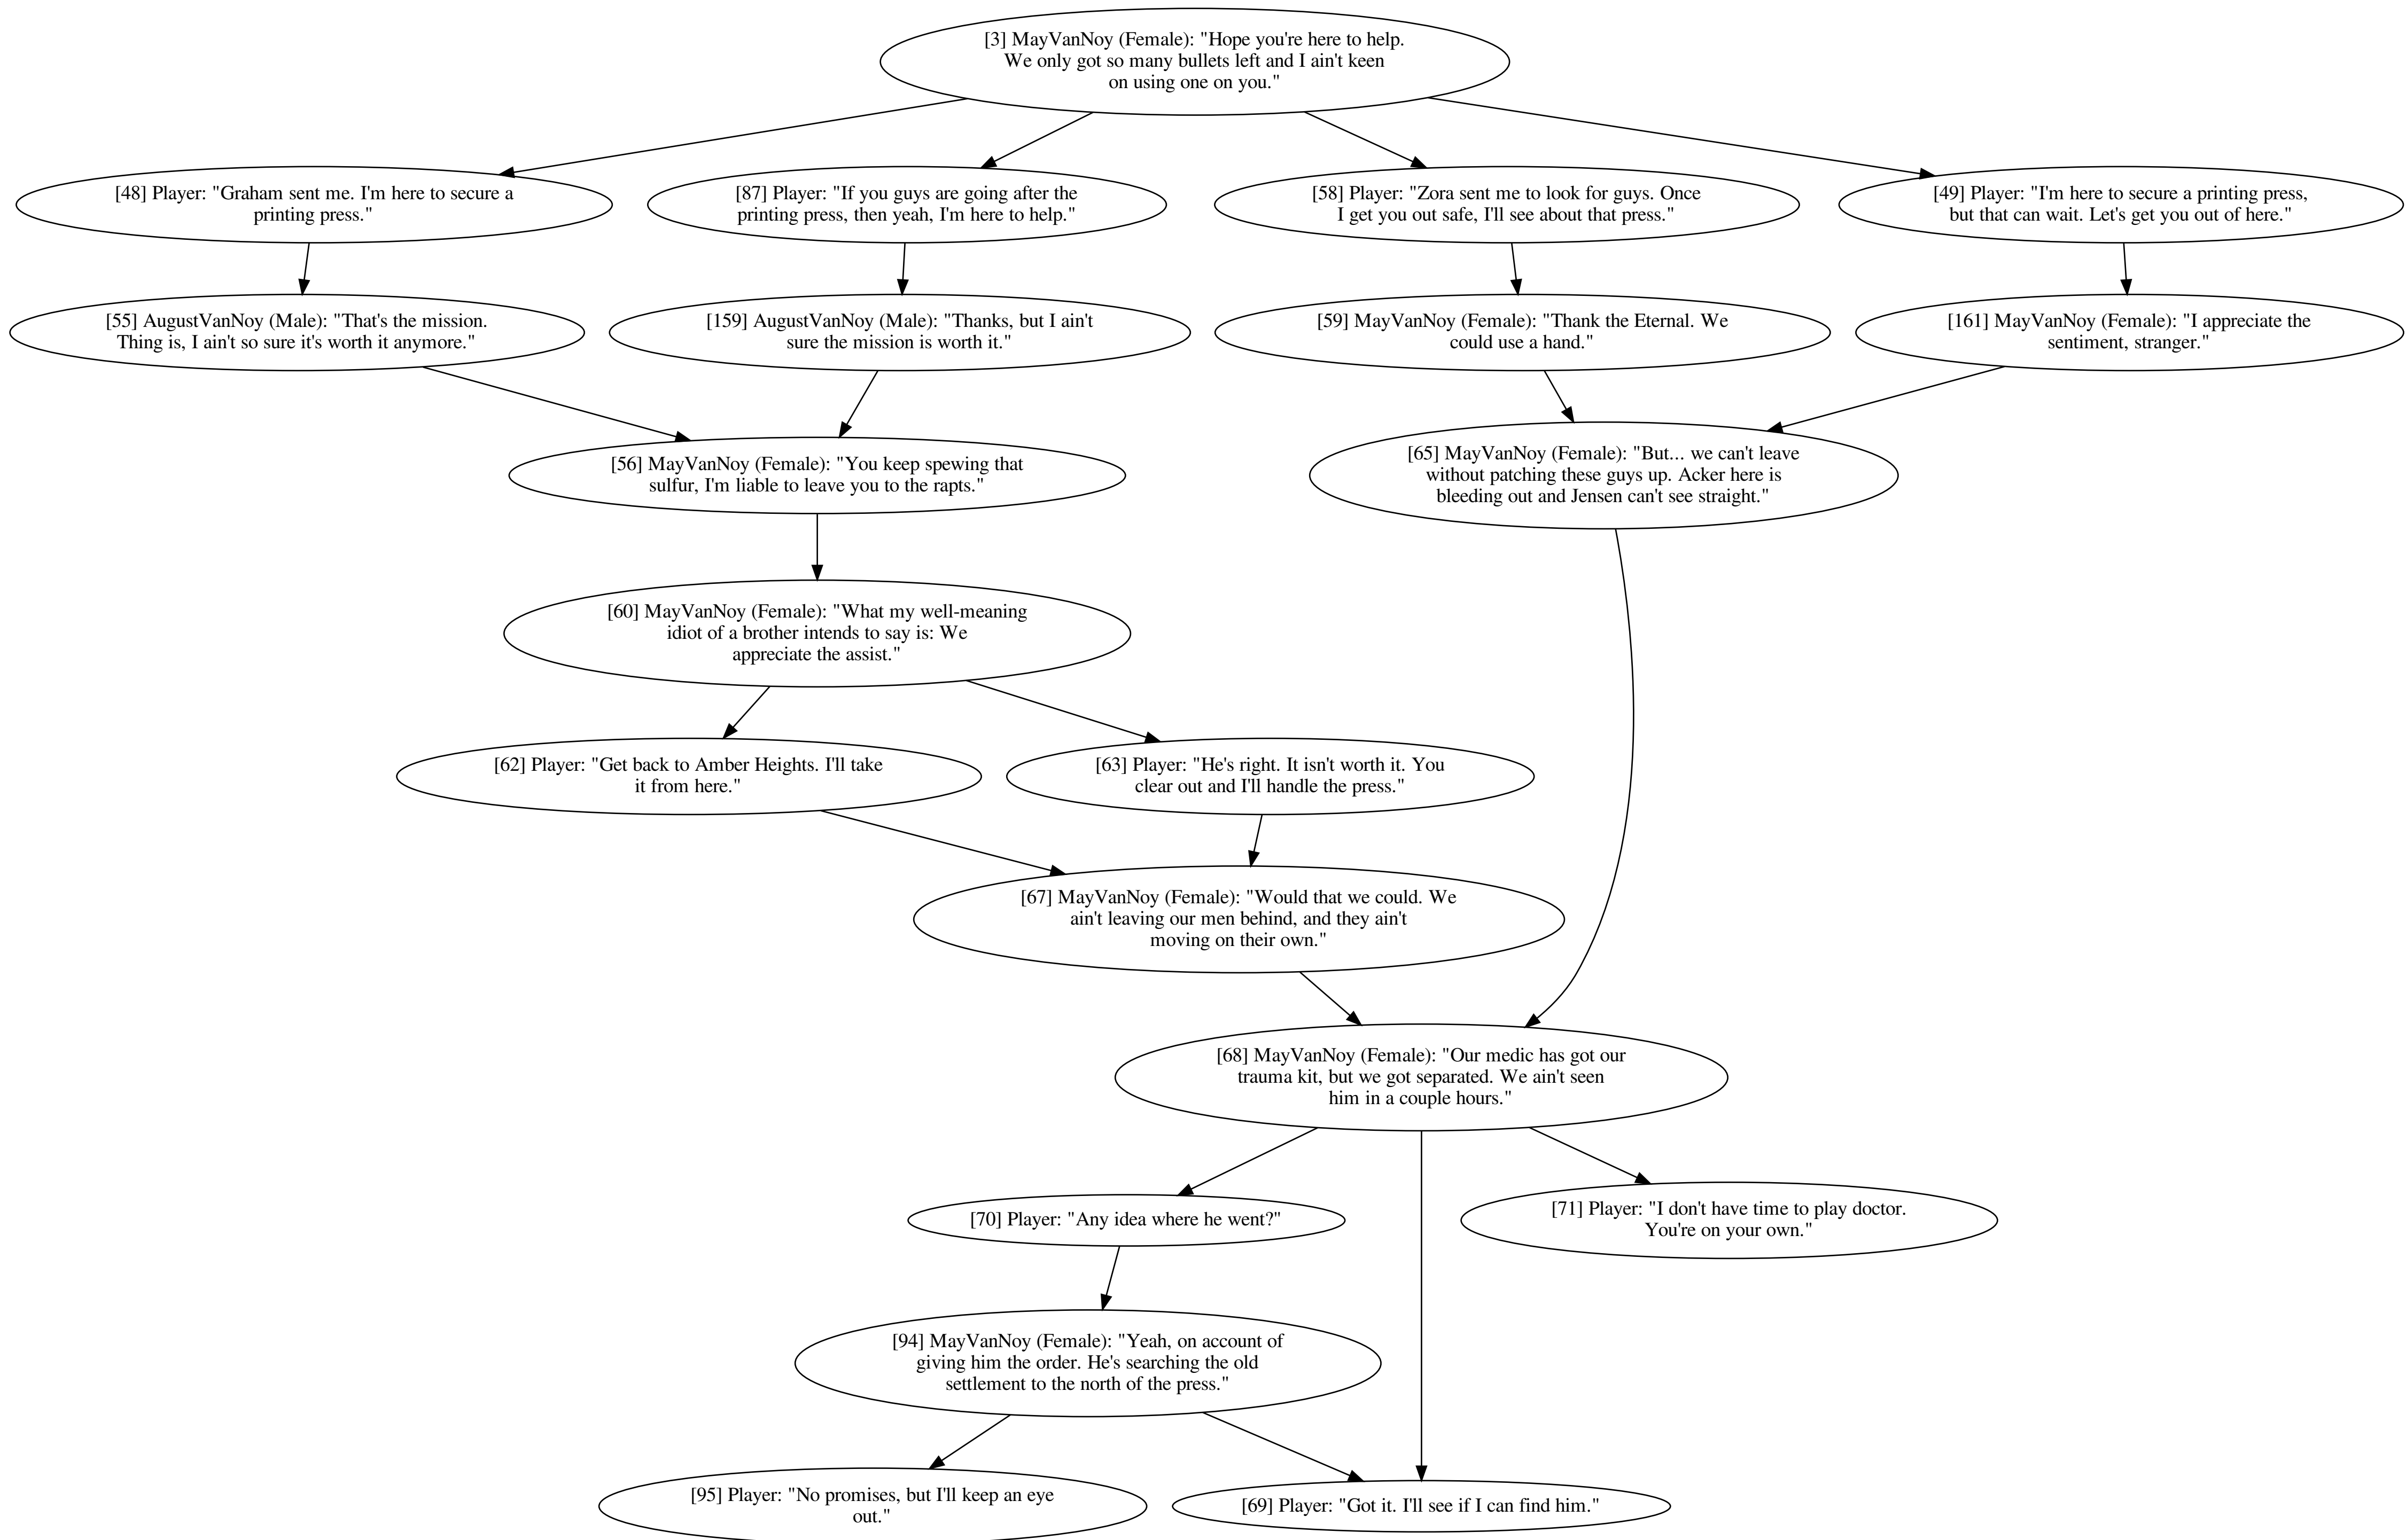 [3] MayVanNoy (Female): "Hope you're here to help.
We only got so many bullets left and I ain't keen
on using one on you."
[48] Player: "Graham sent me. I'm here to secure a
printing press."
[87] Player: "If you guys are going after the
printing press, then yeah, I'm here to help."
[58] Player: "Zora sent me to look for guys. Once
I get you out safe, I'll see about that press."
[49] Player: "I'm here to secure a printing press,
but that can wait. Let's get you out of here."
[55] AugustVanNoy (Male): "That's the mission.
Thing is, I ain't so sure it's worth it anymore."
[159] AugustVanNoy (Male): "Thanks, but I ain't
sure the mission is worth it."
[59] MayVanNoy (Female): "Thank the Eternal. We
could use a hand."
[161] MayVanNoy (Female): "I appreciate the
sentiment, stranger."
[56] MayVanNoy (Female): "You keep spewing that
sulfur, I'm liable to leave you to the rapts."
[65] MayVanNoy (Female): "But... we can't leave
without patching these guys up. Acker here is
bleeding out and Jensen can't see straight."
[60] MayVanNoy (Female): "What my well-meaning
idiot of a brother intends to say is: We
appreciate the assist."
[62] Player: "Get back to Amber Heights. I'll take
it from here."
[63] Player: "He's right. It isn't worth it. You
clear out and I'll handle the press."
[67] MayVanNoy (Female): "Would that we could. We
ain't leaving our men behind, and they ain't
moving on their own."
[68] MayVanNoy (Female): "Our medic has got our
trauma kit, but we got separated. We ain't seen
him in a couple hours."
[70] Player: "Any idea where he went?"
[71] Player: "I don't have time to play doctor.
You're on your own."
[94] MayVanNoy (Female): "Yeah, on account of
giving him the order. He's searching the old
settlement to the north of the press."
[95] Player: "No promises, but I'll keep an eye
out."
[69] Player: "Got it. I'll see if I can find him."